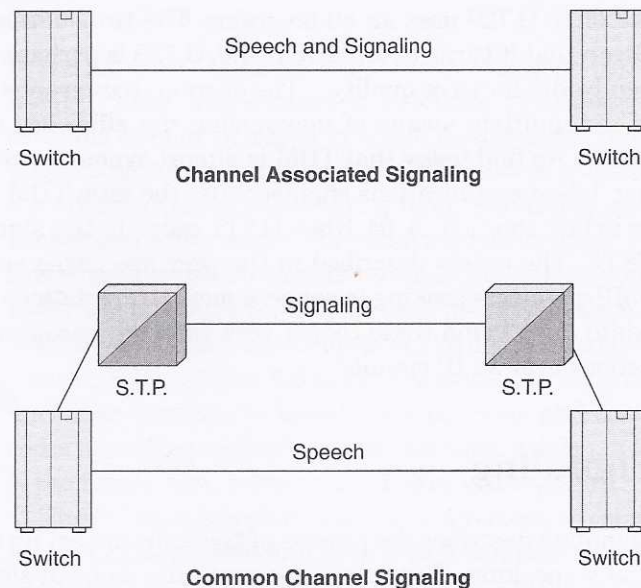 Speech and Signaling
Switch Switch
Channel Associated Signaling
Signaling
S.T.P. S.T.P.
Speech
Switch Switch
Common Channel Signaling